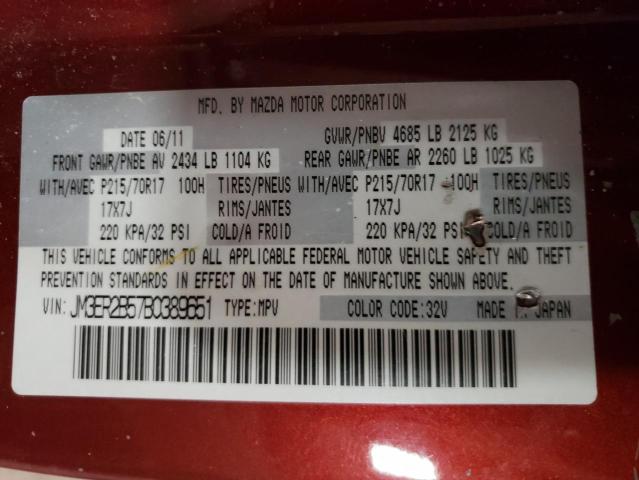 MFD. BY MAZDA MOTOR CORPORATION
DATE 06/11 GVWR/PNBV 4685 LB 2125 KG
FRONT GAWR/PNBE AV 2434 LB 1104 KG REAR GAWR/PNBE AR 2260 LB 1025 KG
WITH/AVEC P215/70R17 100H TIRES/PNEUS WITH/AVEC P215/70R17 100H TIRES/PNEUS
17X7J RIMS/JANTES 17X7J RIMS/JANTES
220 KPA/32 PSI COLD/A FROID 220 KPA/32 PSI COLD/A FROID
THIS VEHICLE CONFORMS TO ALL APPLICABLE FEDERAL MOTOR VEHICLE SAFETY AND THEFT
PREVENTION STANDARDS IN EFFECT ON THE DATE OF MANUFACTURE SHOWN ABOVE.
VIN: JM3ER2B57B0389651 TYPE:MPV COLOR CODE:32V MADE IN JAPAN